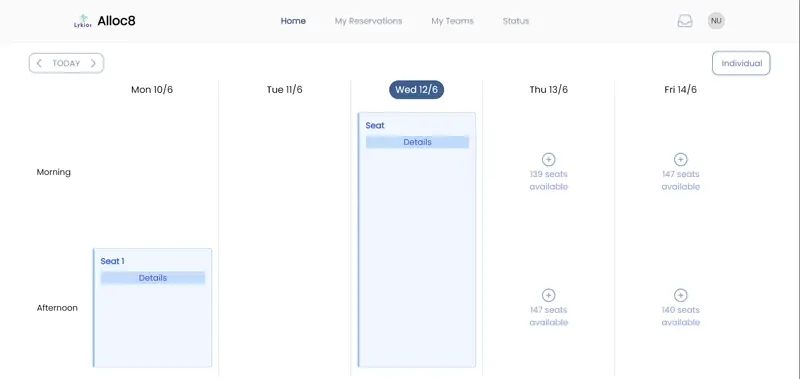 Lykios
Alloc8
Home
My Reservations
My Teams
Status
NU
TODAY
Individual
Mon 10/6
Tue 11/6
Wed 12/6
Thu 13/6
Fri 14/6
Morning
Seat
Details
139 seats
available
147 seats
available
Afternoon
Seat 1
Details
147 seats
available
140 seats
available